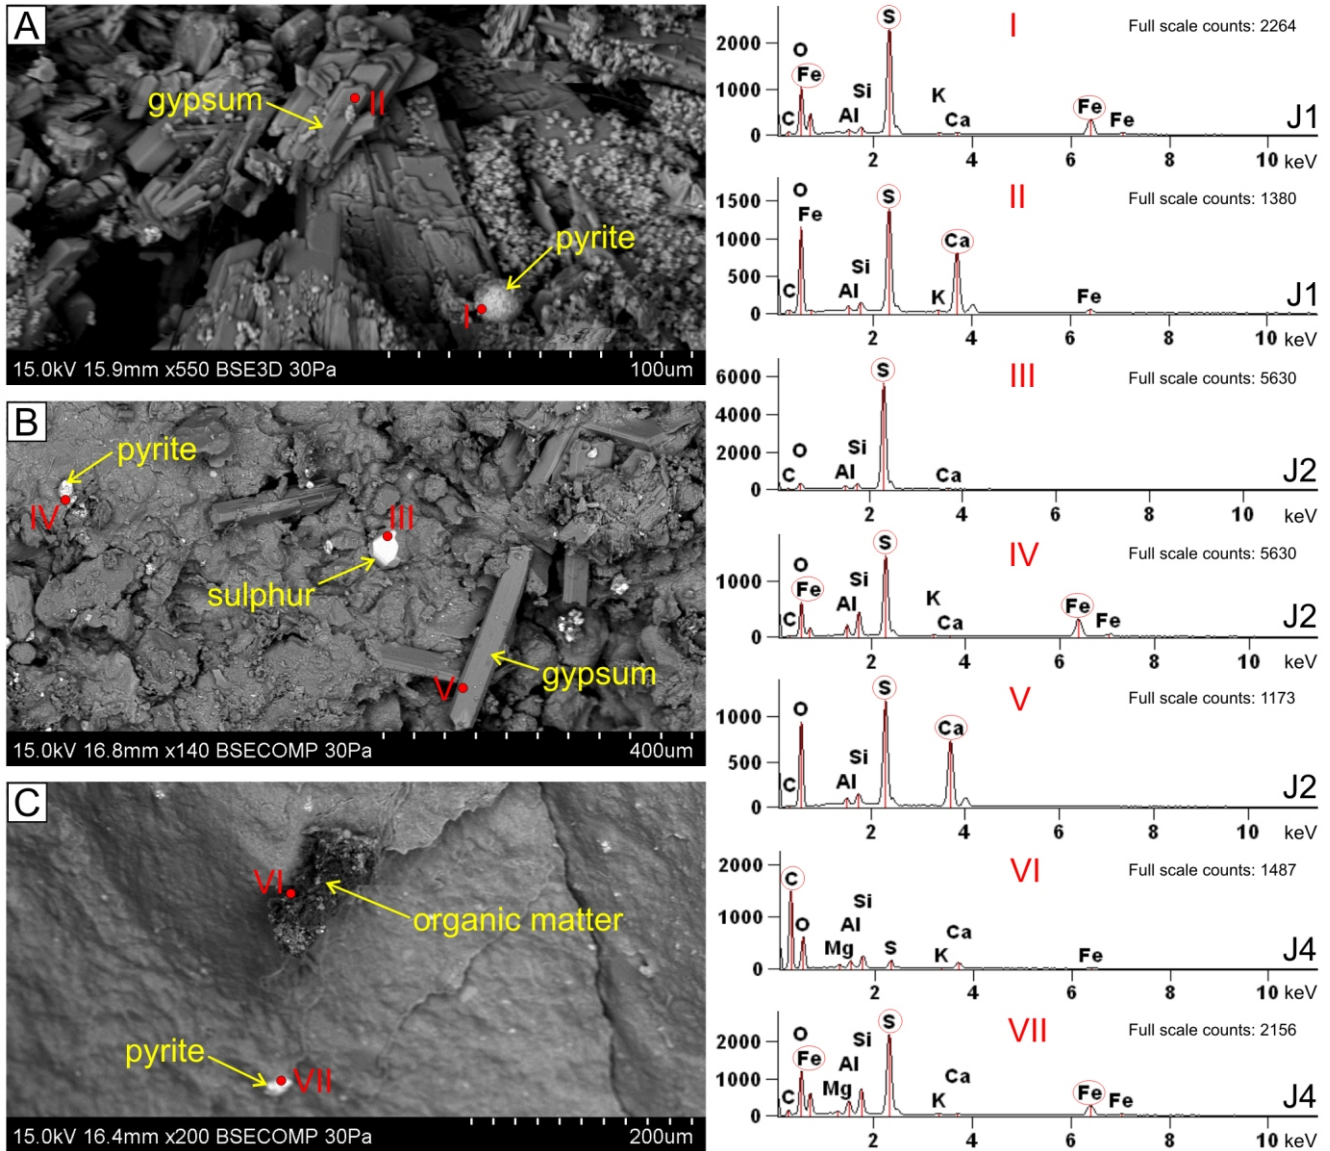 A
gypsum
II
pyrite
I
15.0kV 15.9mm x550 BSE3D 30Pa 100um
B
pyrite
IV
III
sulphur
V
gypsum
15.0kV 16.8mm x140 BSECOMP 30Pa 400um
C
VI
organic matter
pyrite
VII
15.0kV 16.4mm x200 BSECOMP 30Pa 200um
I
Full scale counts: 2264
2000
1000
0
C
O
Fe
Al
Si
S
K
Ca
Fe
Fe
J1
2 4 6 8 10 keV
II
Full scale counts: 1380
1500
1000
500
0
C
O
Fe
Al
Si
S
K
Ca
Fe
J1
2 4 6 8 10 keV
III
Full scale counts: 5630
6000
4000
2000
0
C
O
Al
Si
S
Ca
J2
2 4 6 8 10 keV
IV
Full scale counts: 5630
1000
0
C
O
Fe
Al
Si
S
K
Ca
Fe
Fe
J2
2 4 6 8 10 keV
V
Full scale counts: 1173
1000
500
0
C
O
Al
Si
S
Ca
J2
2 4 6 8 10 keV
VI
Full scale counts: 1487
2000
1000
0
C
O
Mg
Al
Si
S
K
Ca
Fe
J4
2 4 6 8 10 keV
VII
Full scale counts: 2156
2000
1000
0
C
O
Fe
Mg
Al
Si
S
K
Ca
Fe
Fe
J4
2 4 6 8 10 keV